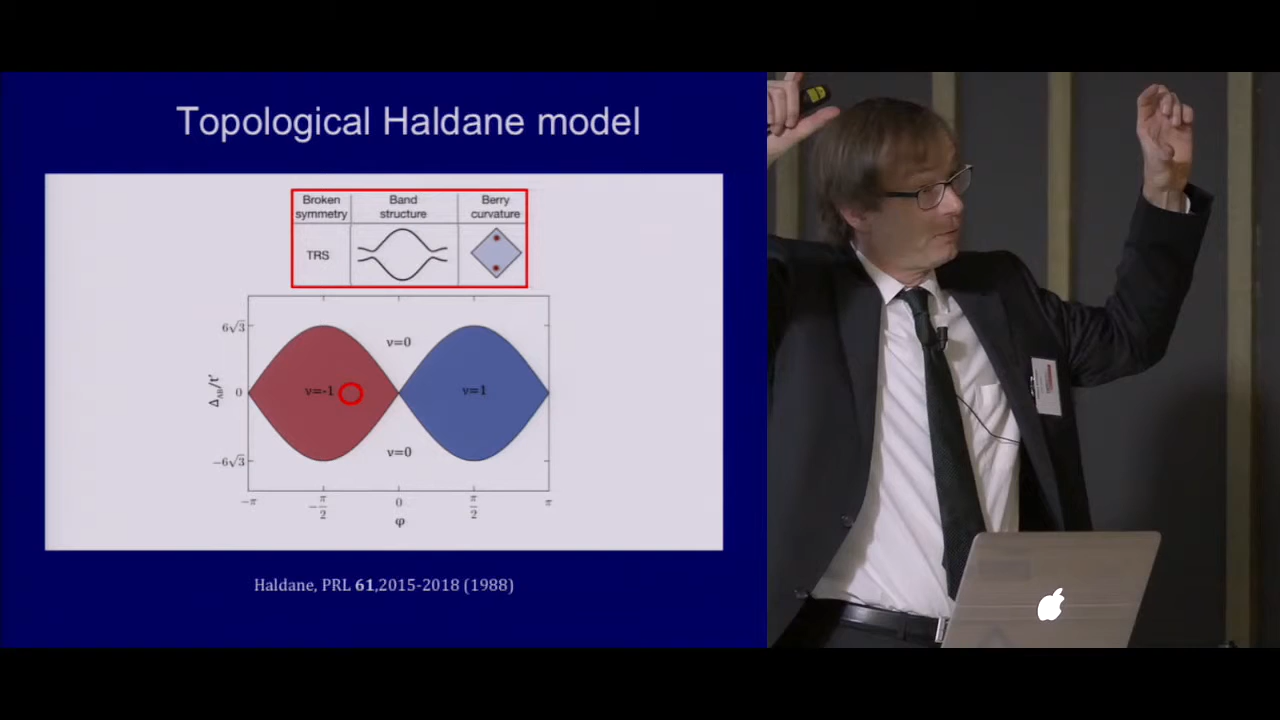 Topological Haldane model
Broken symmetry
Band structure
Berry curvature
TRS
6√3
0
−6√3
Δ_AB/t′
ν=0
ν=-1
ν=1
ν=0
−π
−π/2
0
π/2
π
φ
Haldane, PRL 61,2015-2018 (1988)